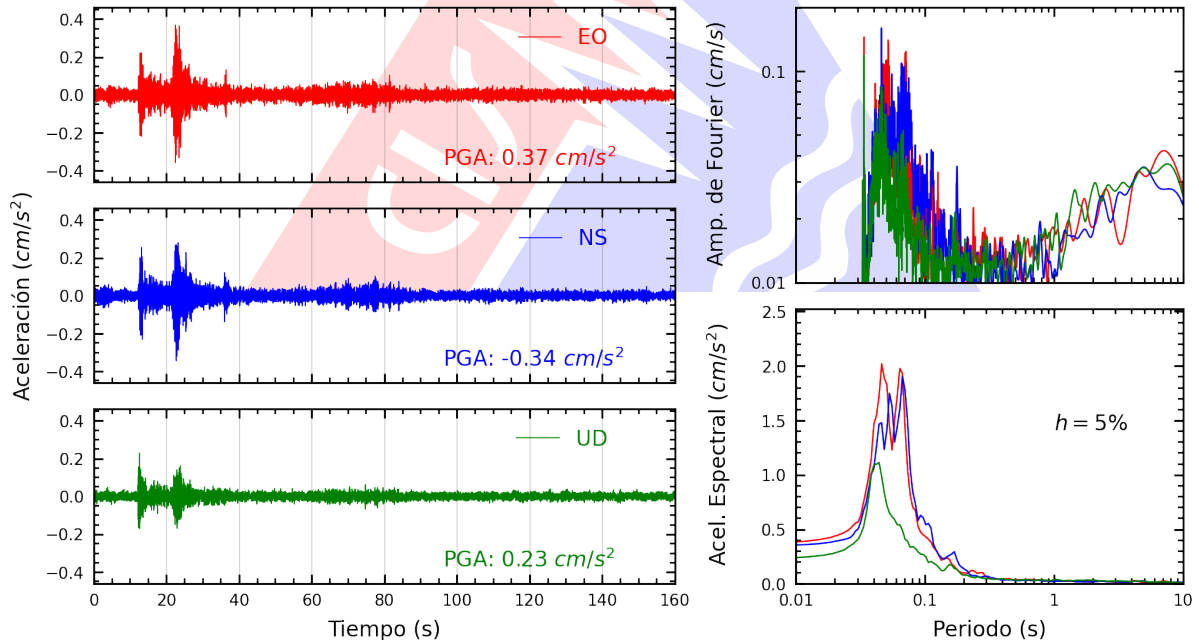 Aceleración (cm/s²)
0.4
0.2
0.0
−0.2
−0.4
EO
PGA: 0.37 cm/s²
0.4
0.2
0.0
−0.2
−0.4
NS
PGA: -0.34 cm/s²
0.4
0.2
0.0
−0.2
−0.4
UD
PGA: 0.23 cm/s²
0 20 40 60 80 100 120 140 160
Tiempo (s)
Amp. de Fourier (cm/s)
0.1
0.01
Acel. Espectral (cm/s²)
2.5
2.0
1.5
1.0
0.5
0.0
h = 5%
0.01 0.1 1 10
Periodo (s)